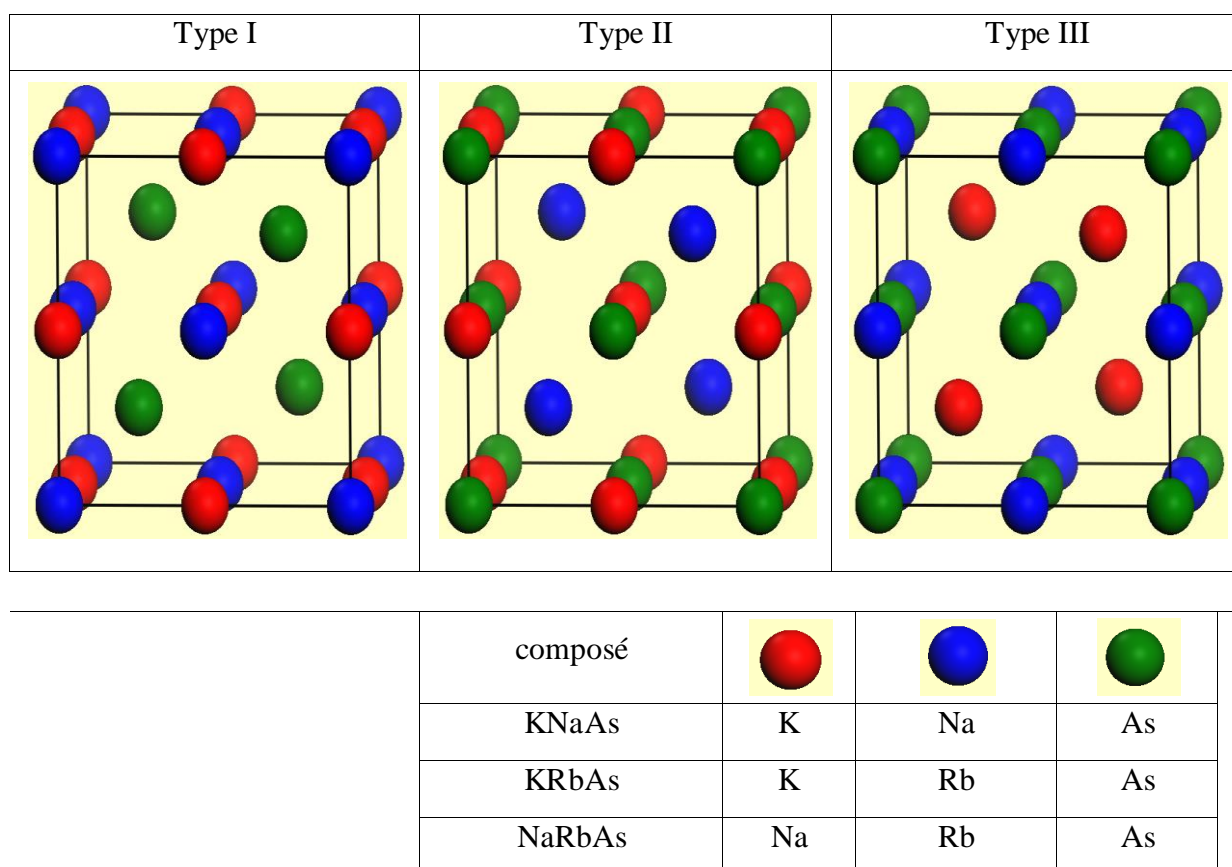 Type I Type II Type III
composé
KNaAs K Na As
KRbAs K Rb As
NaRbAs Na Rb As